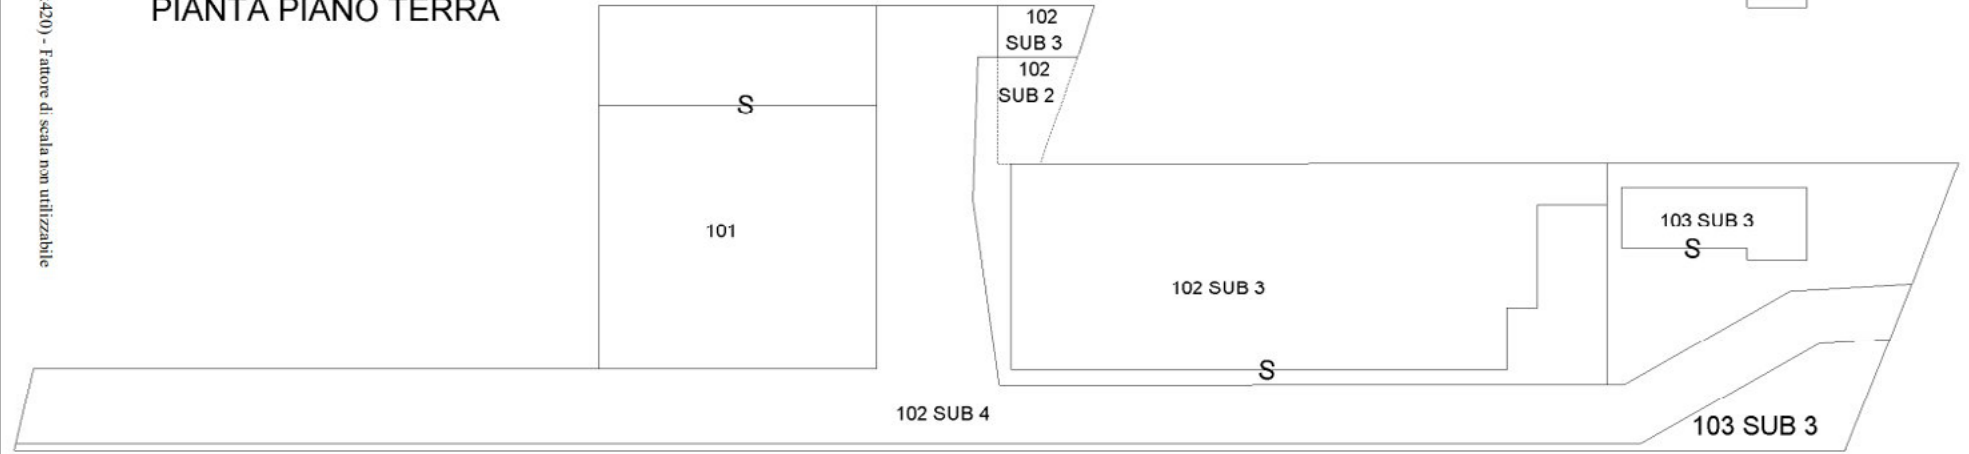 PIANTA PIANO TERRA
420) - Fattore di scala non utilizzabile
102
SUB 3
102
SUB 2
S
101
103 SUB 3
S
102 SUB 3
S
102 SUB 4
103 SUB 3